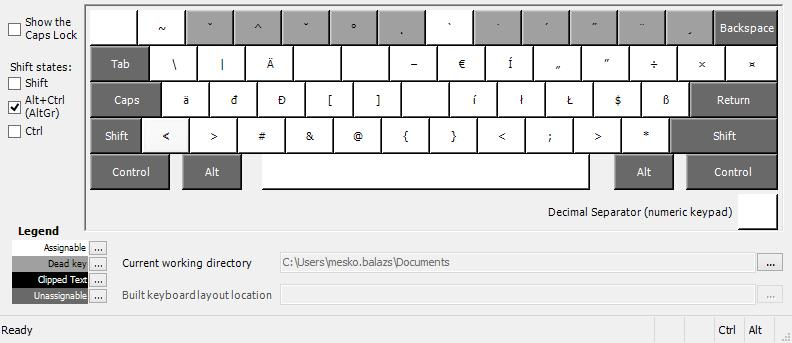 Show the
Caps Lock
Shift states:
Shift
Alt+Ctrl
(AltGr)
Ctrl
~ ˇ ^ ˘ ° ˛ ` ˙ ´ ˝ ¨ ¸ Backspace
Tab \ | Ä − € Í „ ” ÷ × ¤
Caps ä đ Đ [ ] í ł Ł $ ß Return
Shift < > # & @ { } < ; > * Shift
Control Alt Alt Control
Decimal Separator (numeric keypad)
Legend
Assignable ...
Dead key ...
Clipped Text ...
Unassignable ...
Current working directory C:\Users\mesko.balazs\Documents ...
Built keyboard layout location ...
Ready Ctrl Alt